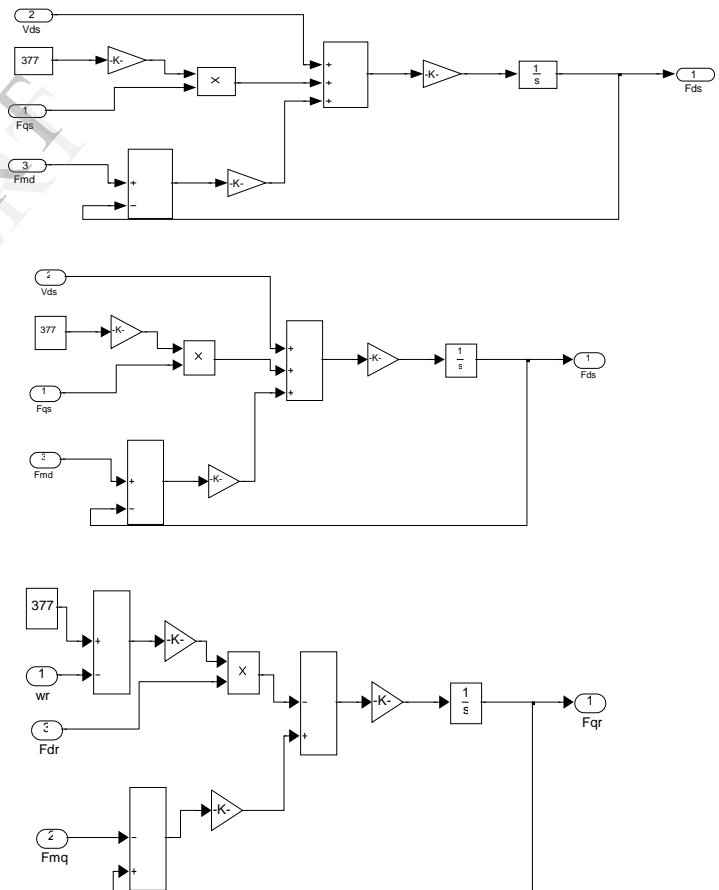 2
Vds
377
-K-
×
1
Fqs
+
+
+
-K-
1
s
1
Fds
3
Fmd
+
−
-K-
2
Vds
377
-K-
×
1
Fqs
+
+
+
-K-
1
s
1
Fds
3
Fmd
+
−
-K-
377
+
−
1
wr
-K-
×
3
Fdr
−
+
-K-
1
s
1
Fqr
-K-
2
Fmq
−
+